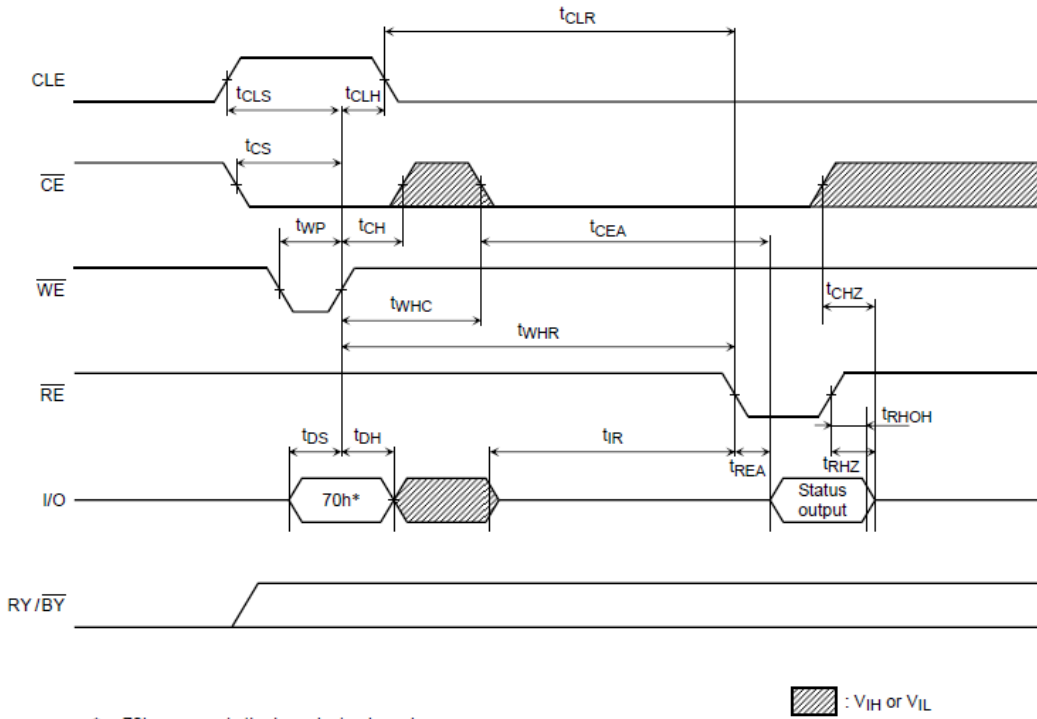 tCLR
CLE
tCLS tCLH
tCS
CE
tWP tCH tCEA
WE
tCHZ
tWHC
tWHR
RE
tRHOH
tDS tDH tIR
tREA tRHZ
I/O 70h* Status output
RY/BY
: VIH or VIL